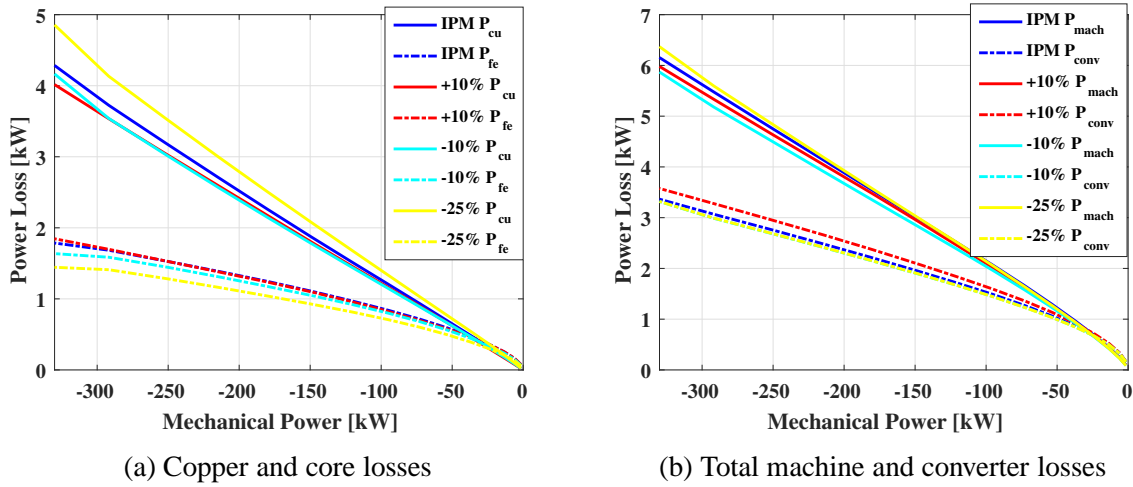 5
4
3
2
1
0
Power Loss [kW]
-300 -250 -200 -150 -100 -50 0
Mechanical Power [kW]
IPM P_cu
IPM P_fe
+10% P_cu
+10% P_fe
-10% P_cu
-10% P_fe
-25% P_cu
-25% P_fe
(a) Copper and core losses
7
6
5
4
3
2
1
0
Power Loss [kW]
-300 -250 -200 -150 -100 -50 0
Mechanical Power [kW]
IPM P_mach
IPM P_conv
+10% P_mach
+10% P_conv
-10% P_mach
-10% P_conv
-25% P_mach
-25% P_conv
(b) Total machine and converter losses